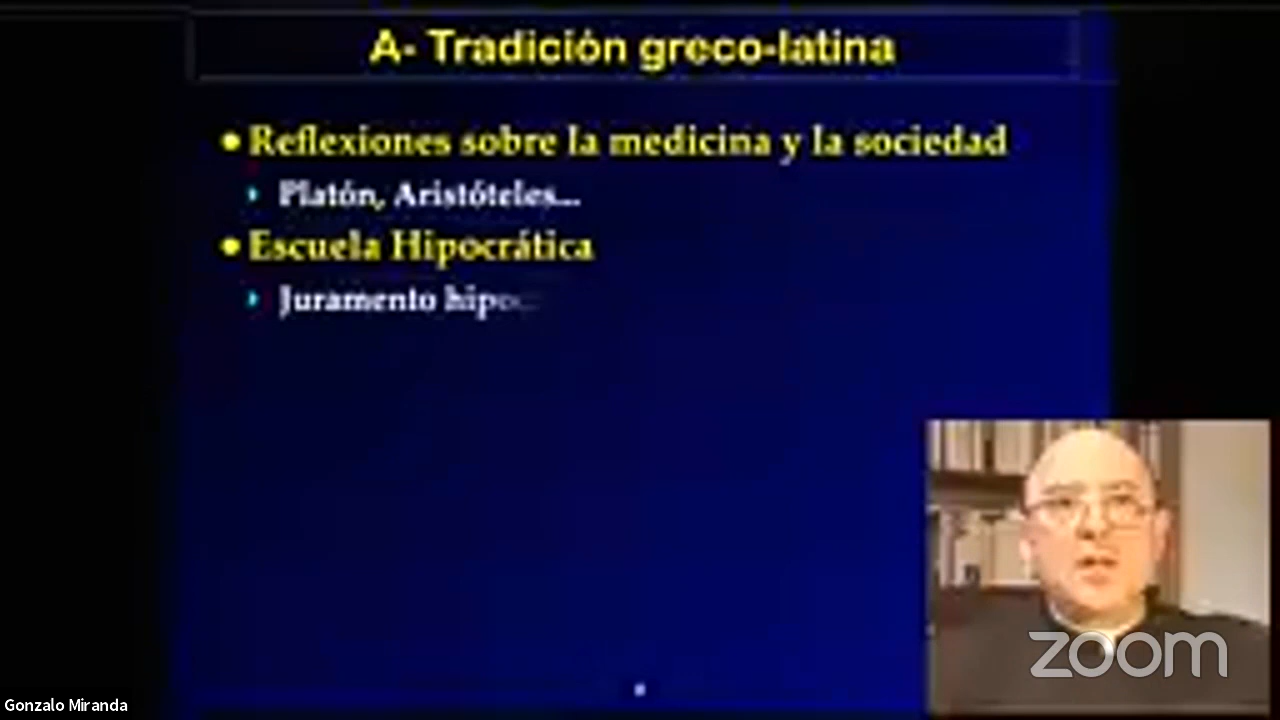 A- Tradición greco-latina
Reflexiones sobre la medicina y la sociedad
Platón, Aristóteles...
Escuela Hipocrática
Juramento
zoom
Gonzalo Miranda